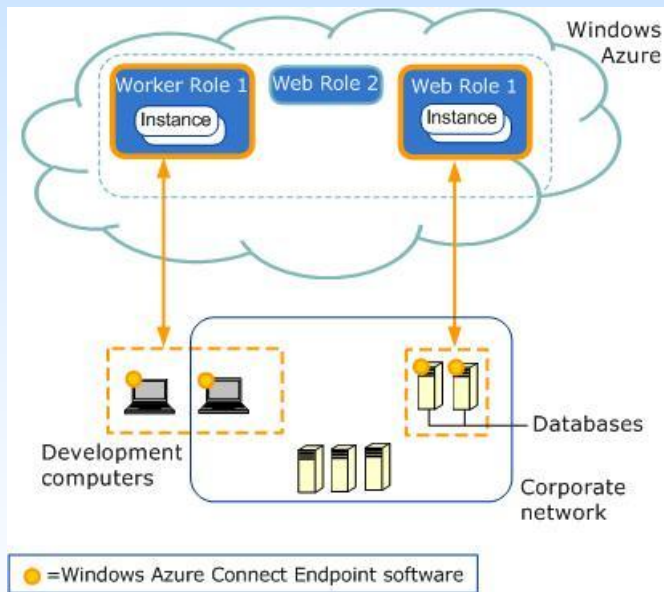 Windows
Azure
Worker Role 1
Web Role 2
Web Role 1
Instance
Instance
Databases
Development
computers
Corporate
network
=Windows Azure Connect Endpoint software